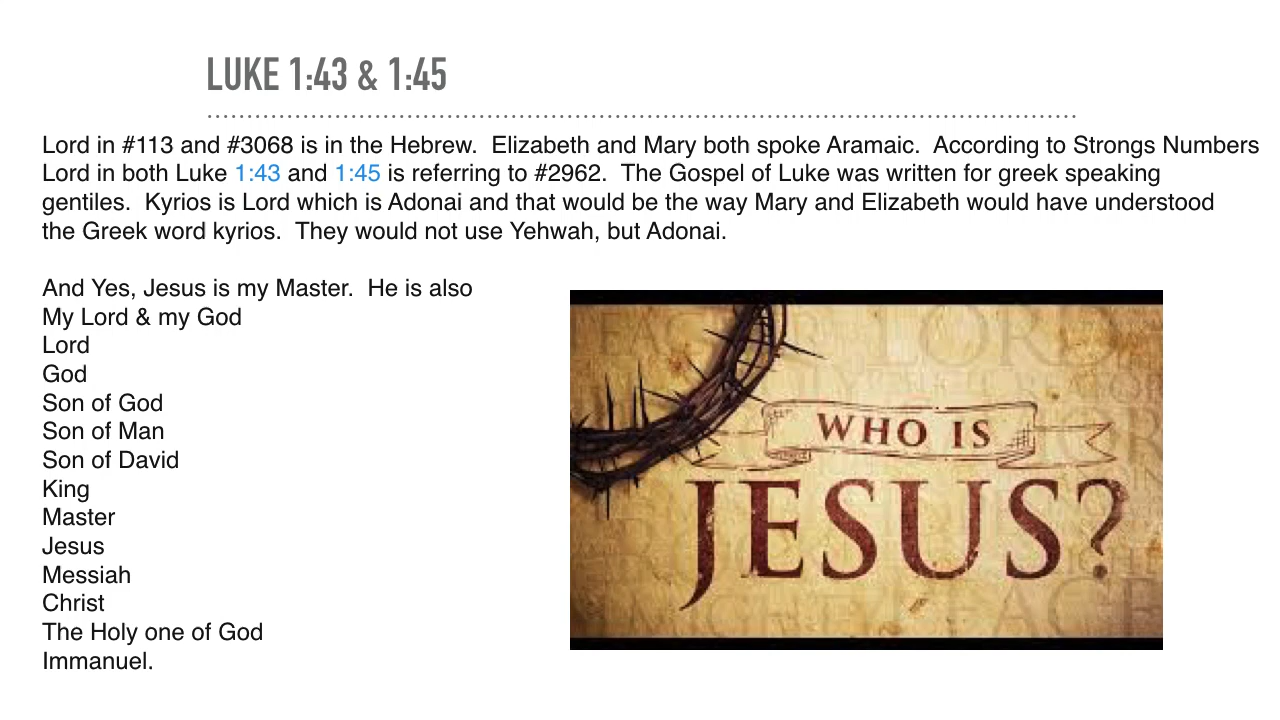 LUKE 1:43 & 1:45
Lord in #113 and #3068 is in the Hebrew.  Elizabeth and Mary both spoke Aramaic.  According to Strongs Numbers
Lord in both Luke 1:43 and 1:45 is referring to #2962.  The Gospel of Luke was written for greek speaking
gentiles.  Kyrios is Lord which is Adonai and that would be the way Mary and Elizabeth would have understood
the Greek word kyrios.  They would not use Yehwah, but Adonai.
And Yes, Jesus is my Master.  He is also
My Lord & my God
Lord
God
Son of God
Son of Man
Son of David
King
Master
Jesus
Messiah
Christ
The Holy one of God
Immanuel.
LORD
WHO IS
JESUS?